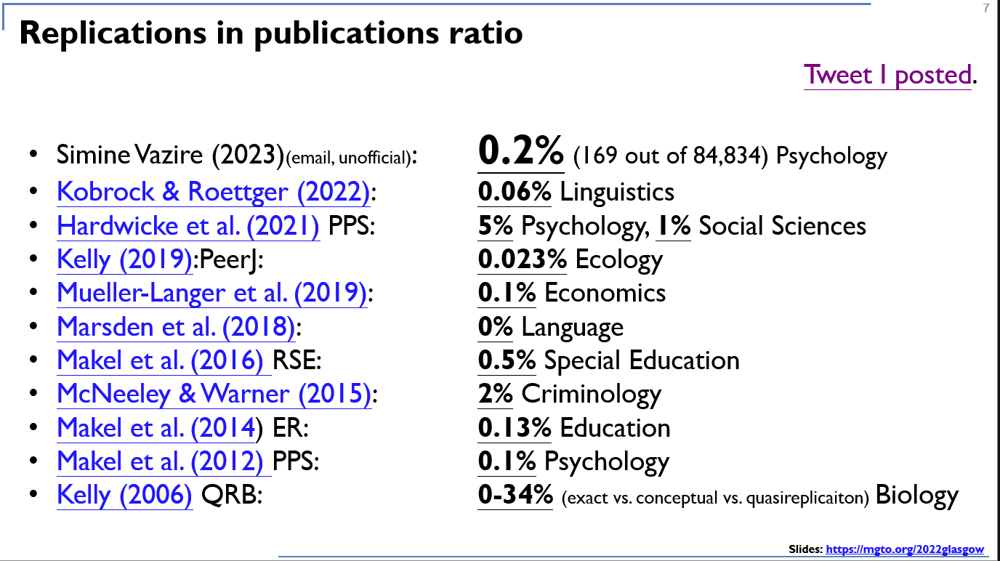 7
Replications in publications ratio
Tweet I posted.
• Simine Vazire (2023)(email, unofficial): 0.2% (169 out of 84,834) Psychology
• Kobrock & Roettger (2022): 0.06% Linguistics
• Hardwicke et al. (2021) PPS: 5% Psychology, 1% Social Sciences
• Kelly (2019):PeerJ: 0.023% Ecology
• Mueller-Langer et al. (2019): 0.1% Economics
• Marsden et al. (2018): 0% Language
• Makel et al. (2016) RSE: 0.5% Special Education
• McNeeley & Warner (2015): 2% Criminology
• Makel et al. (2014) ER: 0.13% Education
• Makel et al. (2012) PPS: 0.1% Psychology
• Kelly (2006) QRB: 0-34% (exact vs. conceptual vs. quasireplicaiton) Biology
Slides: https://mgto.org/2022glasgow